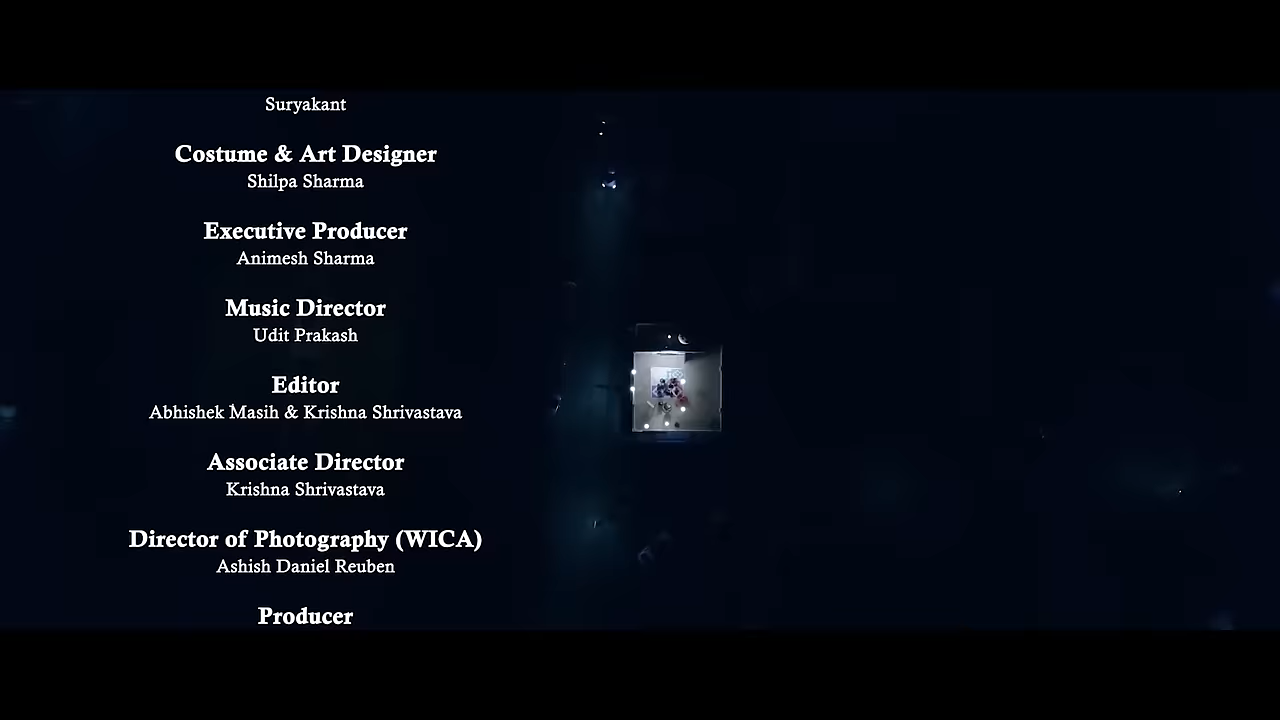 Suryakant
Costume & Art Designer
Shilpa Sharma
Executive Producer
Animesh Sharma
Music Director
Udit Prakash
Editor
Abhishek Masih & Krishna Shrivastava
Associate Director
Krishna Shrivastava
Director of Photography (WICA)
Ashish Daniel Reuben
Producer